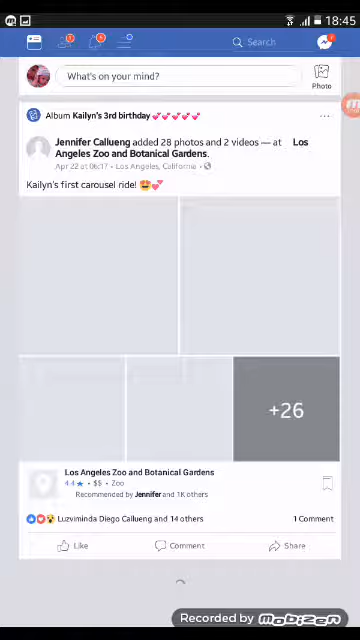 18:45
Search
What's on your mind?
Photo
Album Kailyn's 3rd birthday 💕💕💕💕💕
Jennifer Callueng added 28 photos and 2 videos — at Los
Angeles Zoo and Botanical Gardens.
Apr 22 at 06:17 • Los Angeles, California •
Kailyn's first carousel ride! 😍💕
+26
Los Angeles Zoo and Botanical Gardens
4.4 ★ • $$ • Zoo
Recommended by Jennifer and 1K others
Luzviminda Diego Callueng and 14 others
1 Comment
Like
Comment
Share
Recorded by mobizen